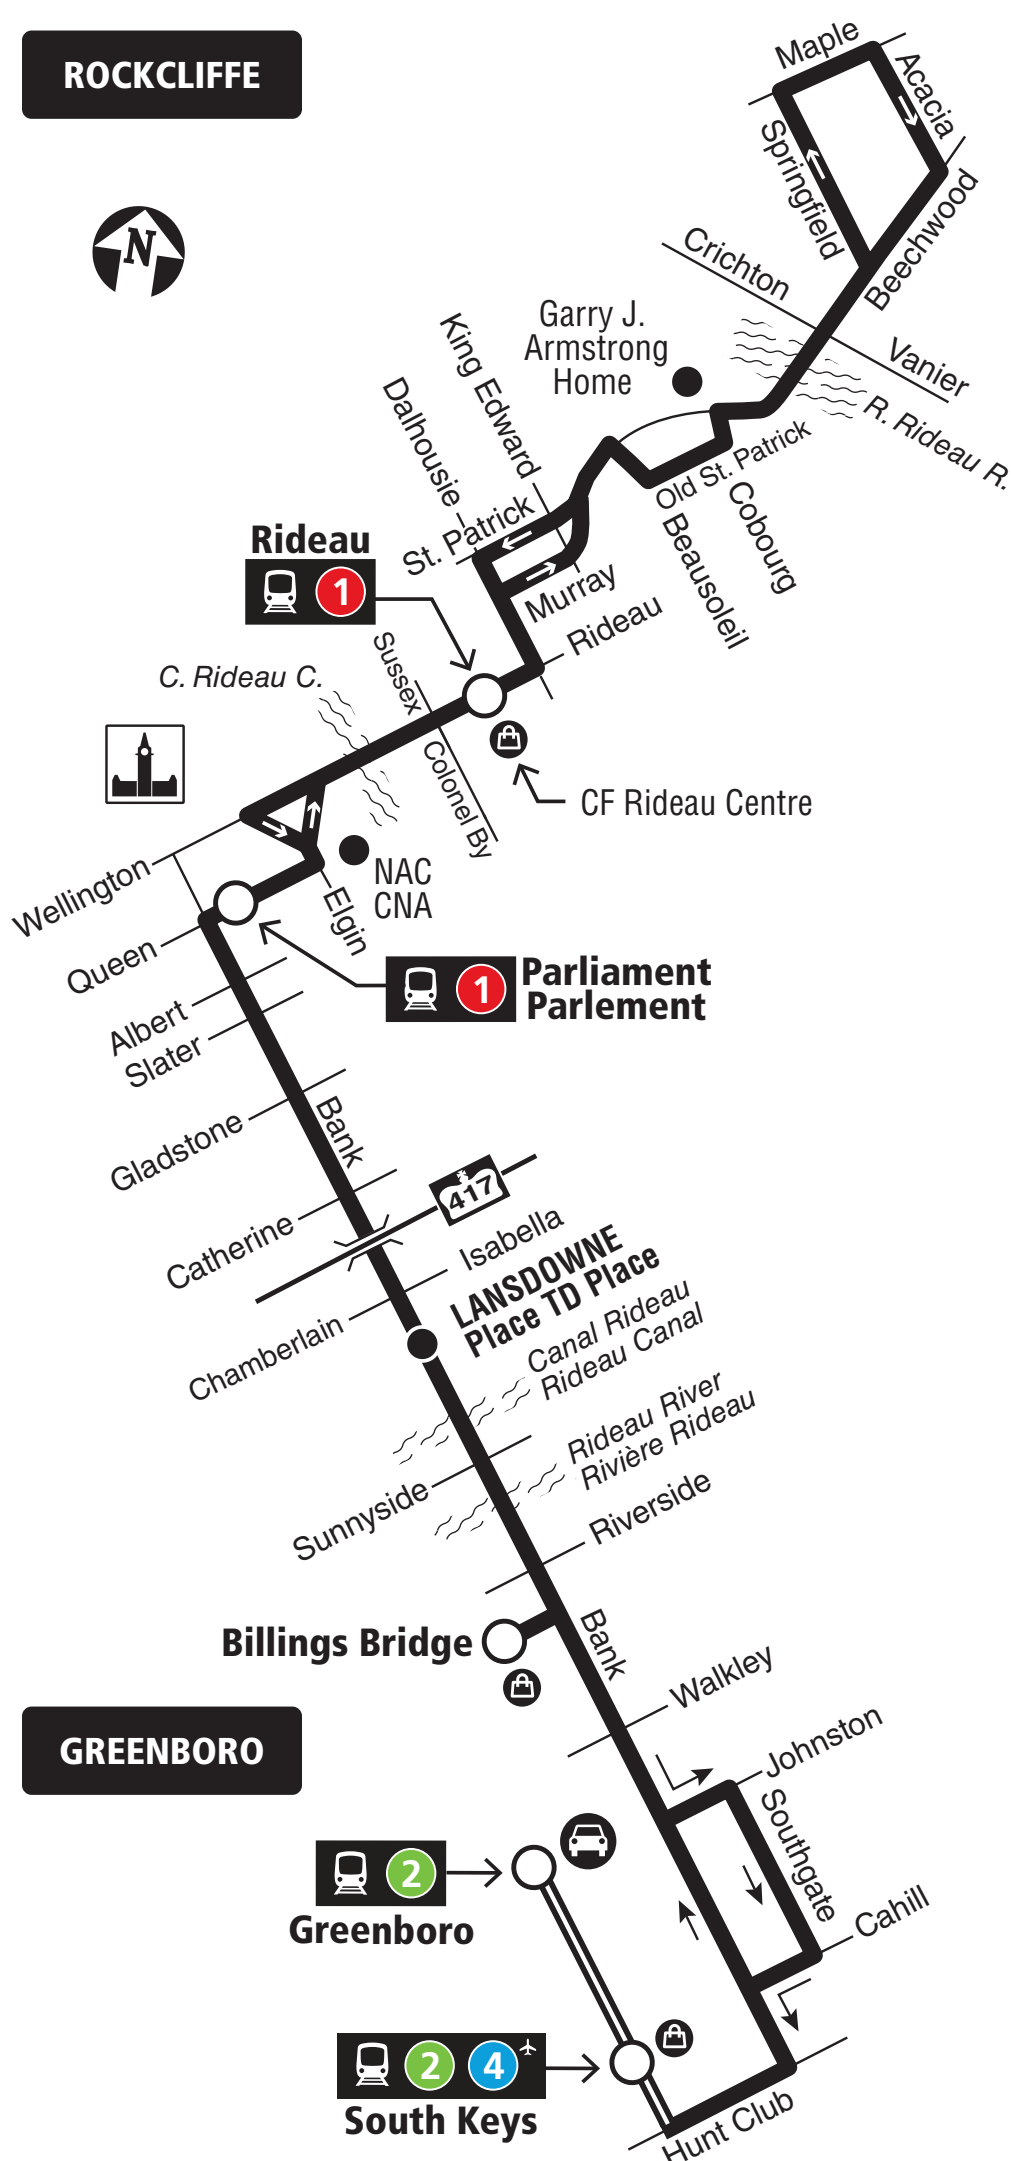 ROCKCLIFFE
Maple
Acacia
Springfield
Beechwood
N
Crichton
Vanier
Garry J.
Armstrong
Home
King Edward
Dalhousie
R. Rideau R.
Old St. Patrick
Cobourg
Beausoleil
St. Patrick
Murray
Rideau
Rideau
1
Sussex
C. Rideau C.
Colonel By
CF Rideau Centre
NAC
CNA
Wellington
Elgin
Queen
Parliament
Parlement
1
Albert
Slater
Bank
Gladstone
417
Catherine
Isabella
LANSDOWNE
Place TD Place
Chamberlain
Canal Rideau
Rideau Canal
Rideau River
Rivière Rideau
Sunnyside
Riverside
Billings Bridge
Bank
Walkley
GREENBORO
Johnston
Southgate
2
Greenboro
Cahill
2 4
South Keys
Hunt Club